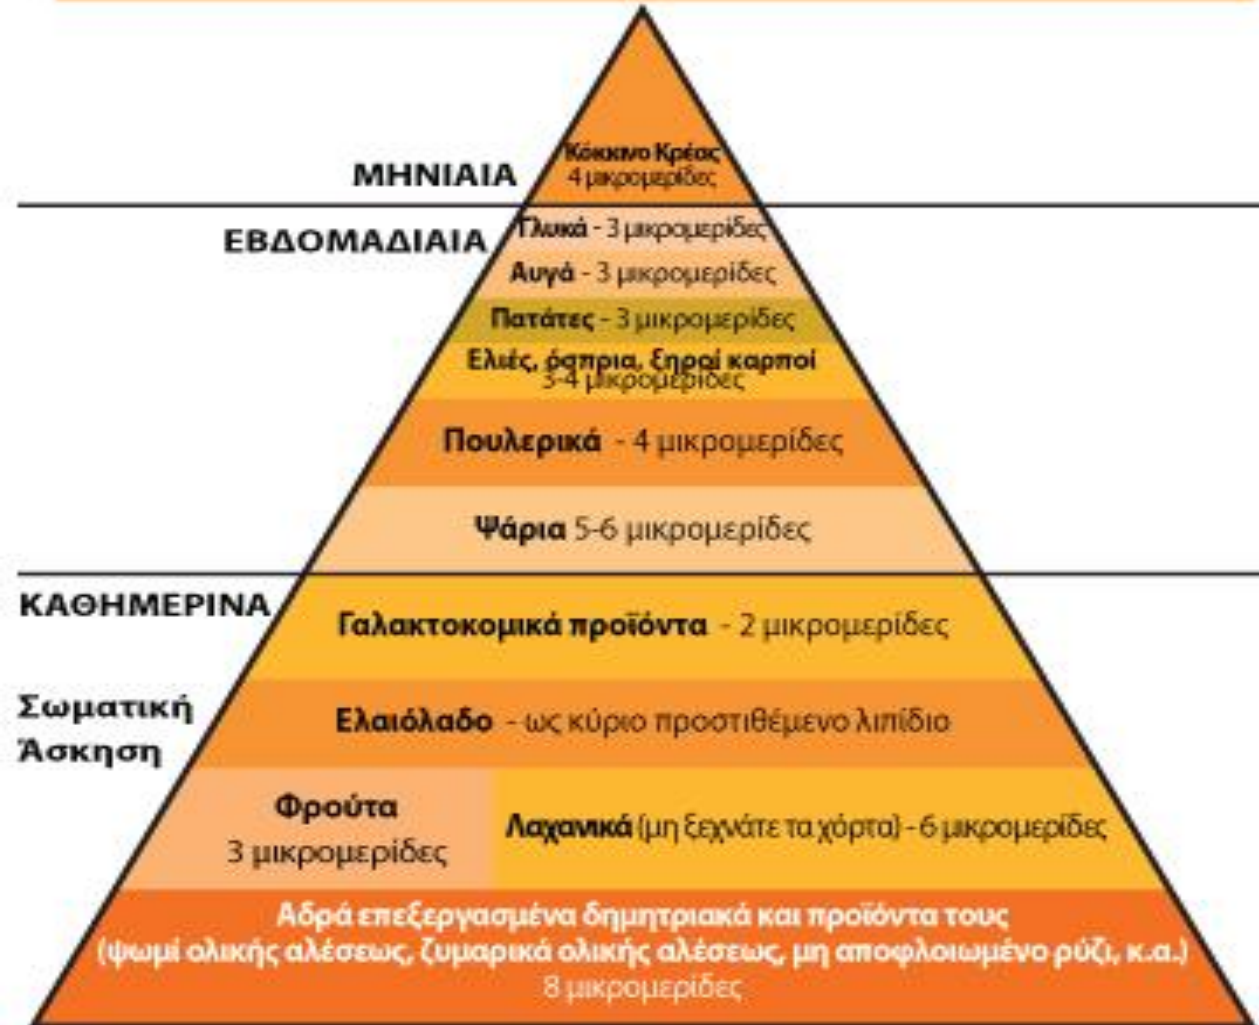 Κόκκινο Κρέας
ΜΗΝΙΑΙΑ
4 μικρομερίδες
Γλυκά - 3 μικρομερίδες
ΕΒΔΟΜΑΔΙΑΙΑ
Αυγά - 3 μικρομερίδες
Πατάτες - 3 μικρομερίδες
Ελιές, όσπρια, ξηροί καρποί
3-4 μικρομερίδες
Πουλερικά - 4 μικρομερίδες
Ψάρια 5-6 μικρομερίδες
ΚΑΘΗΜΕΡΙΝΑ
Γαλακτοκομικά προϊόντα - 2 μικρομερίδες
Σωματική
Άσκηση
Ελαιόλαδο - ως κύριο προστιθέμενο λιπίδιο
Φρούτα
3 μικρομερίδες
Λαχανικά (μη ξεχνάτε τα χόρτα) - 6 μικρομερίδες
Αδρά επεξεργασμένα δημητριακά και προϊόντα τους
(ψωμί ολικής αλέσεως, ζυμαρικά ολικής αλέσεως, μη αποφλοιωμένο ρύζι, κ.α.)
8 μικρομερίδες